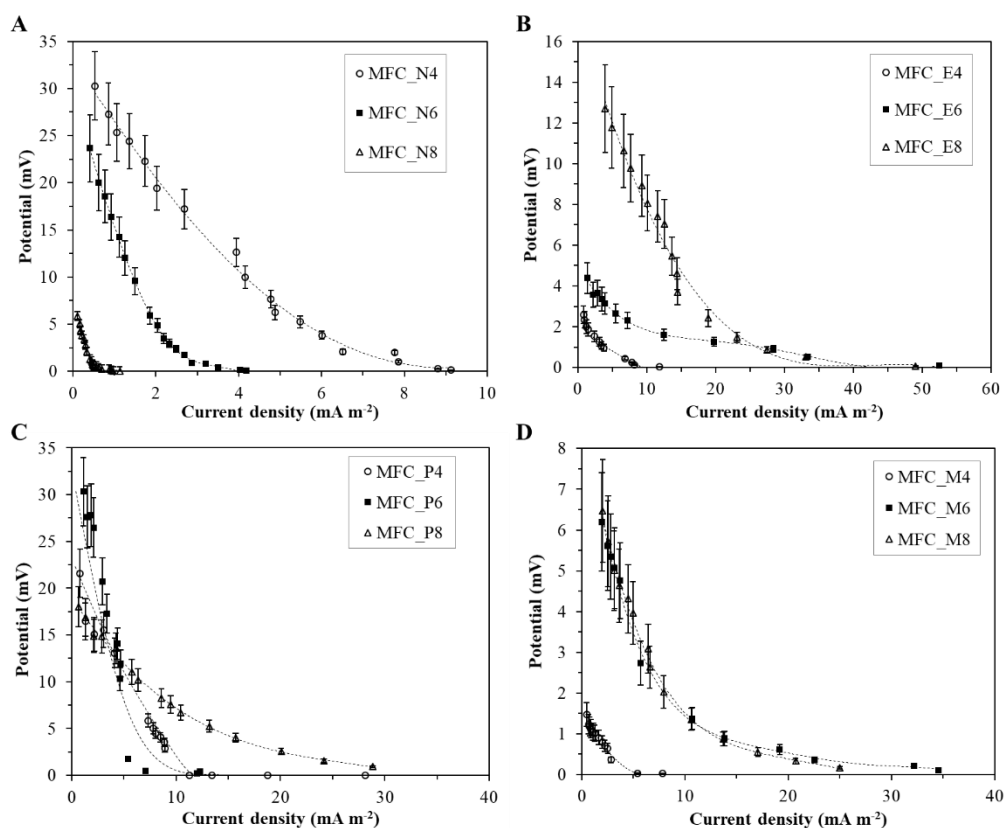 A
35
30
25
20
15
10
5
0
Potential (mV)
MFC_N4
MFC_N6
MFC_N8
0 2 4 6 8 10
Current density (mA m⁻²)
B
14
12
10
8
6
4
2
0
Potential (mV)
MFC_E4
MFC_E6
MFC_E8
0 10 20 30 40 50 60
Current density (mA m⁻²)
C
35
30
25
20
15
10
5
0
Potential (mV)
MFC_P4
MFC_P6
MFC_P8
0 10 20 30 40
Current density (mA m⁻²)
D
8
7
6
5
4
3
2
1
0
Potential (mV)
MFC_M4
MFC_M6
MFC_M8
0 10 20 30 40
Current density (mA m⁻²)